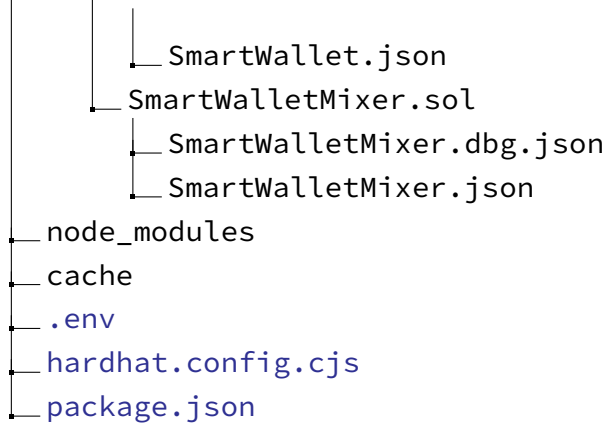 SmartWallet.json
SmartWalletMixer.sol
SmartWalletMixer.dbg.json
SmartWalletMixer.json
node_modules
cache
.env
hardhat.config.cjs
package.json